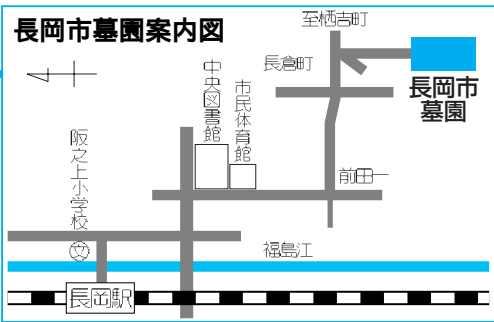 長岡市墓園案内図
至栖吉町
長倉町
長岡市
墓園
中央図書館
市民体育館
阪之上小学校
文
前田一
福島江
長岡駅